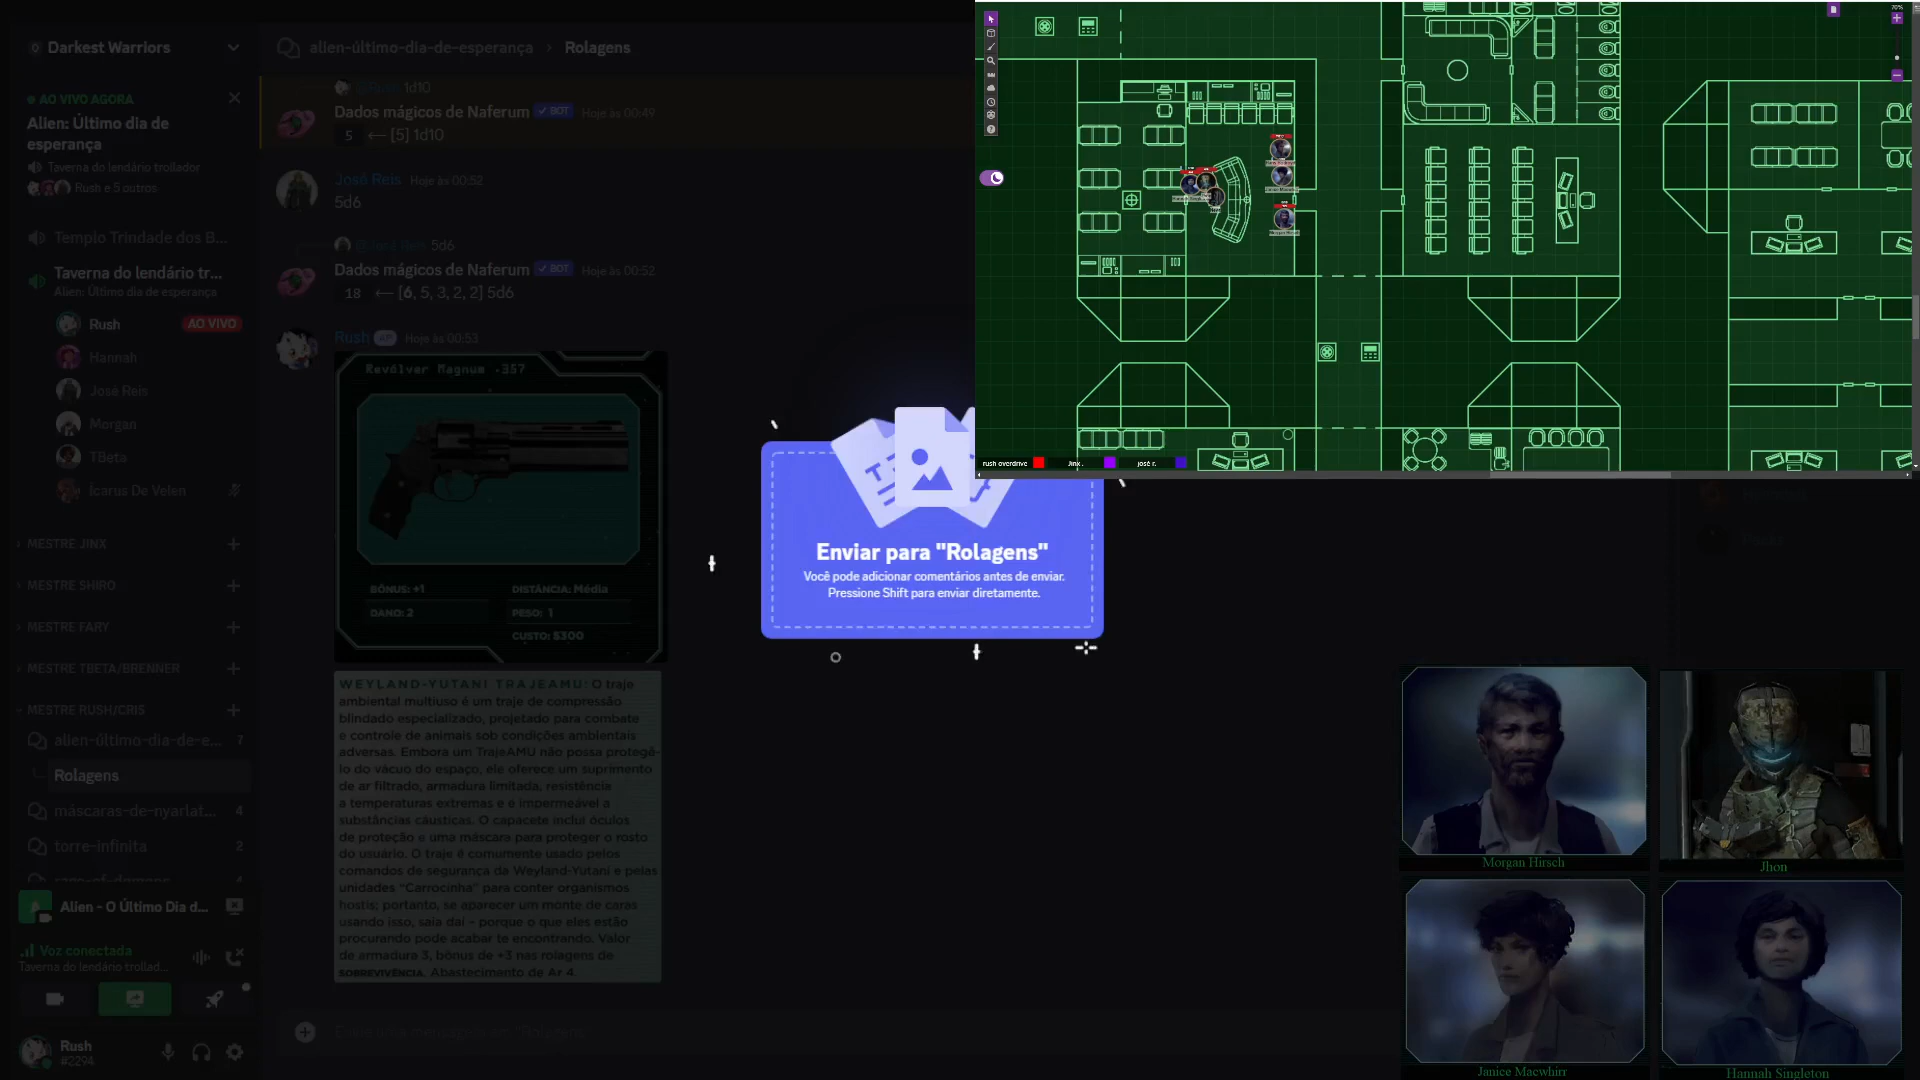 Darkest Warriors
AO VIVO AGORA
Alien: Último dia de
esperança
Taverna do lendário trollador
Rush e 5 outros
Templo Trindade dos B...
Taverna do lendário tr...
Alien: Último dia de esperança
Rush
AO VIVO
Hannah
José Reis
Morgan
TBeta
Ícarus De Velen
MESTRE JINX
MESTRE SHIRO
MESTRE FARY
MESTRE TBETA/BRENNER
MESTRE RUSH/CRIS
alien-último-dia-de-e...
7
Rolagens
máscaras-de-nyarlat...
4
torre-infinita
2
Alien - O Último Dia d...
Voz conectada
Taverna do lendário trollad...
Rush
#2294
alien-último-dia-de-esperança
Rolagens
1d10
Dados mágicos de Naferum
BOT
Hoje às 00:49
5 ⟵ [5] 1d10
José Reis
Hoje às 00:52
5d6
5d6
Dados mágicos de Naferum
BOT
Hoje às 00:52
18 ⟵ [6, 5, 3, 2, 2] 5d6
Rush
Hoje às 00:53
Revólver Magnum .357
BÔNUS: +1
DISTÂNCIA: Média
DANO: 2
PESO: 1
CUSTO: $300
WEYLAND-YUTANI TRAJEAMU: O traje
ambiental multiuso é um traje de compressão
blindado especializado, projetado para combate
e controle de animais sob condições ambientais
adversas. Embora um TrajeAMU não possa protegê-
lo do vácuo do espaço, ele oferece um suprimento
de ar filtrado, armadura limitada, resistência
a temperaturas extremas e é impermeável a
substâncias cáusticas. O capacete inclui óculos
de proteção e uma máscara para proteger o rosto
do usuário. O traje é comumente usado pelos
comandos de segurança da Weyland-Yutani e pelas
unidades "Carrocinha" para conter organismos
hostis; portanto, se aparecer um monte de caras
usando isso, saia daí - porque o que eles estão
procurando pode acabar te encontrando. Valor
de armadura 3, bônus de +3 nas rolagens de
SOBREVIVÊNCIA. Abastecimento de Ar 4.
Enviar para "Rolagens"
Você pode adicionar comentários antes de enviar.
Pressione Shift para enviar diretamente.
70%
rush overdrive
Jinx .
josé r.
Morgan Hirsch
Jhon
Janice Macwhirr
Hannah Singleton